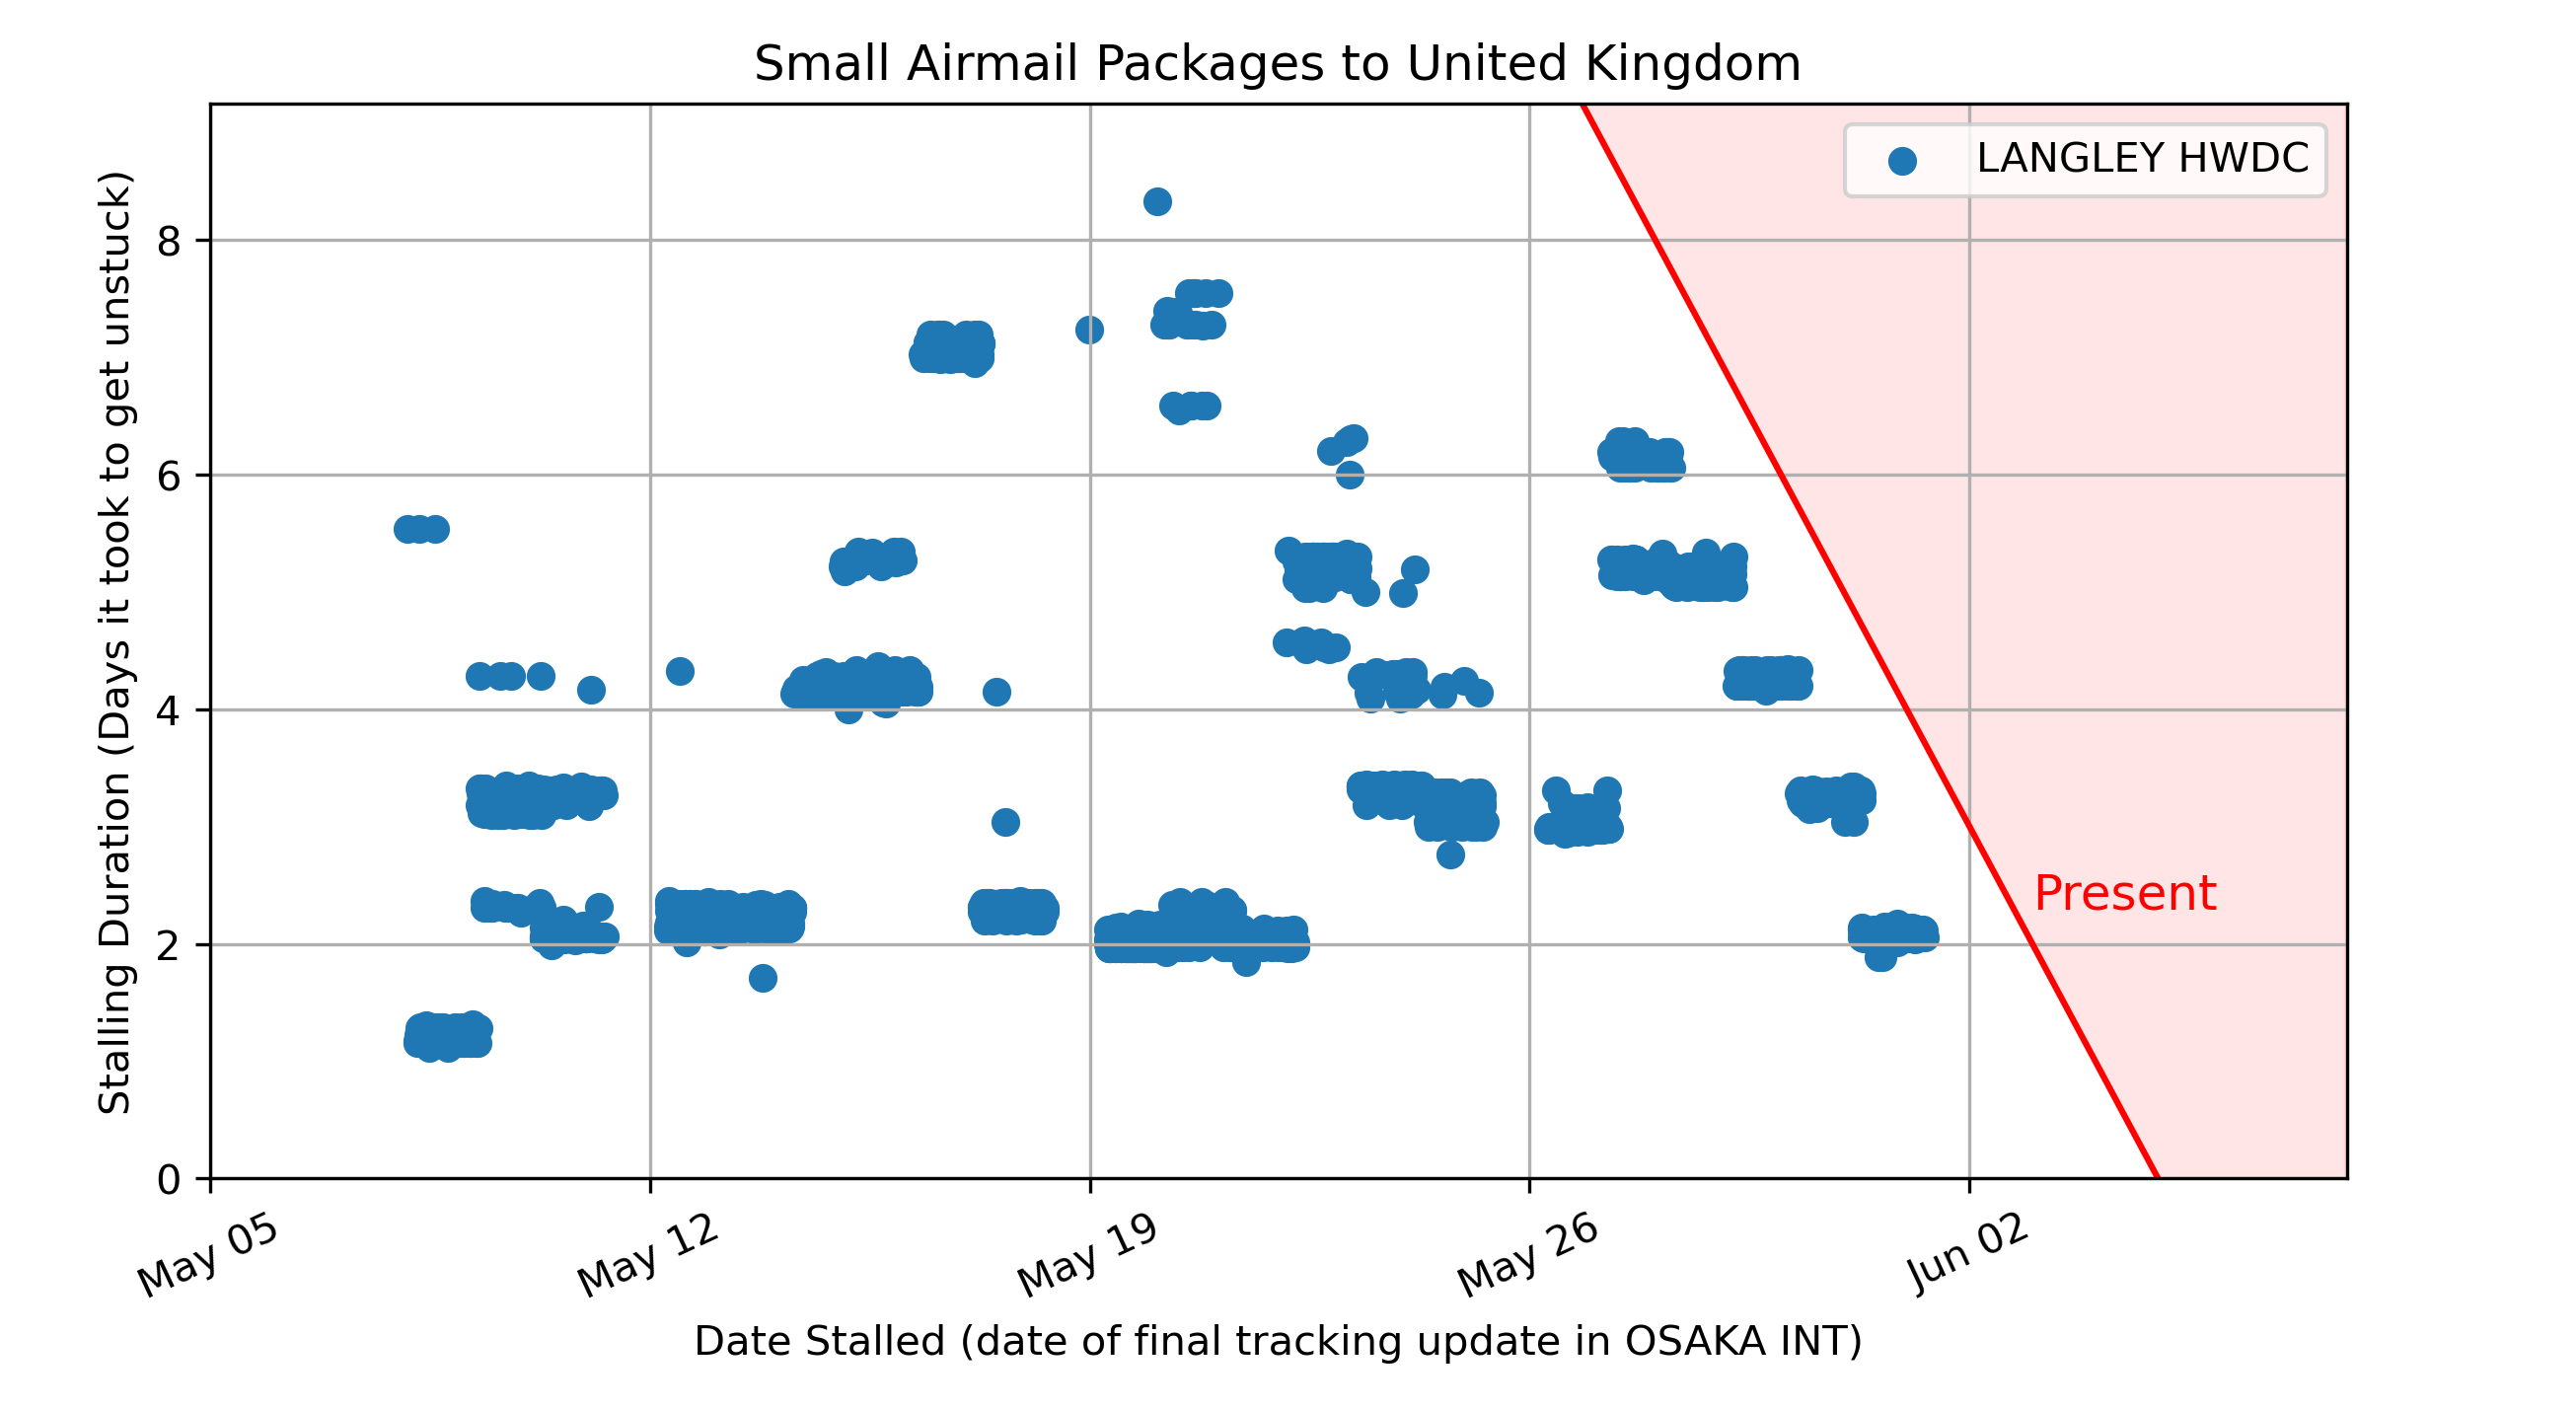 Small Airmail Packages to United Kingdom
LANGLEY HWDC
Stalling Duration (Days it took to get unstuck)
8
6
4
2
0
Present
May 05
May 12
May 19
May 26
Jun 02
Date Stalled (date of final tracking update in OSAKA INT)